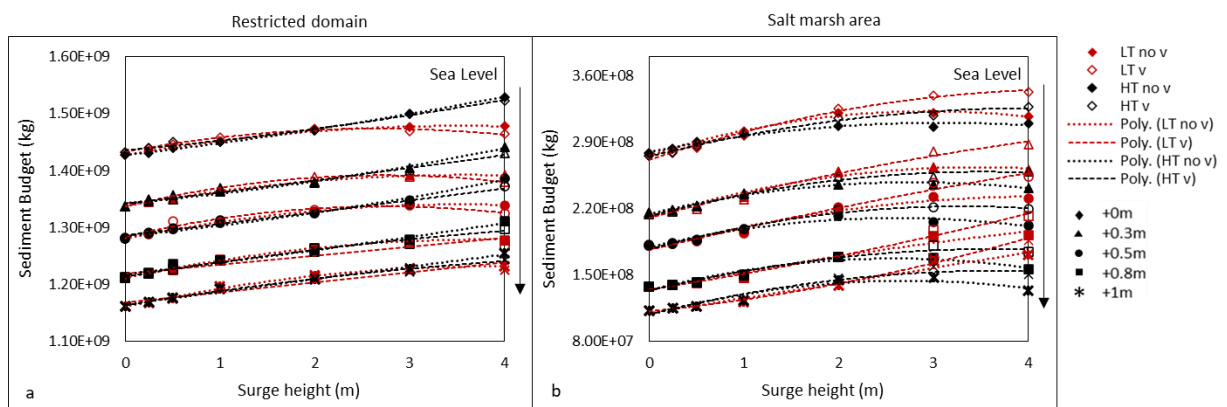 Restricted domain
Salt marsh area
Sediment Budget (kg)
1.60E+09
1.50E+09
1.40E+09
1.30E+09
1.20E+09
1.10E+09
Sea Level
0 1 2 3 4
Surge height (m)
a
Sediment Budget (kg)
3.60E+08
2.90E+08
2.20E+08
1.50E+08
8.00E+07
Sea Level
0 1 2 3 4
Surge height (m)
b
LT no v
LT v
HT no v
HT v
Poly. (LT no v)
Poly. (LT v)
Poly. (HT no v)
Poly. (HT v)
+0m
+0.3m
+0.5m
+0.8m
+1m